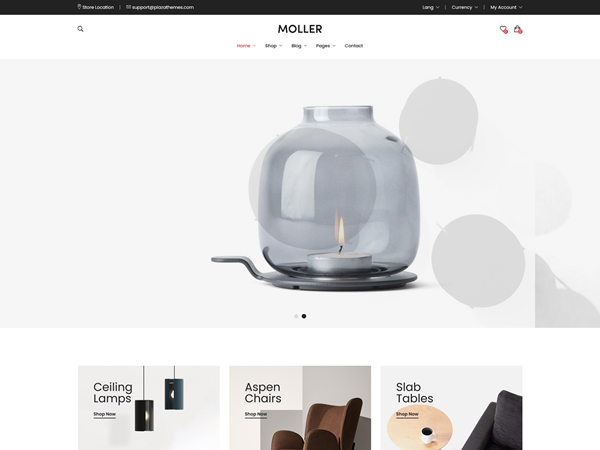 Store Location
support@plazathemes.com
Lang
Currency
My Account
MOLLER
Home
Shop
Blog
Pages
Contact
Ceiling
Lamps
Shop Now
Aspen
Chairs
Shop Now
Slab
Tables
Shop Now